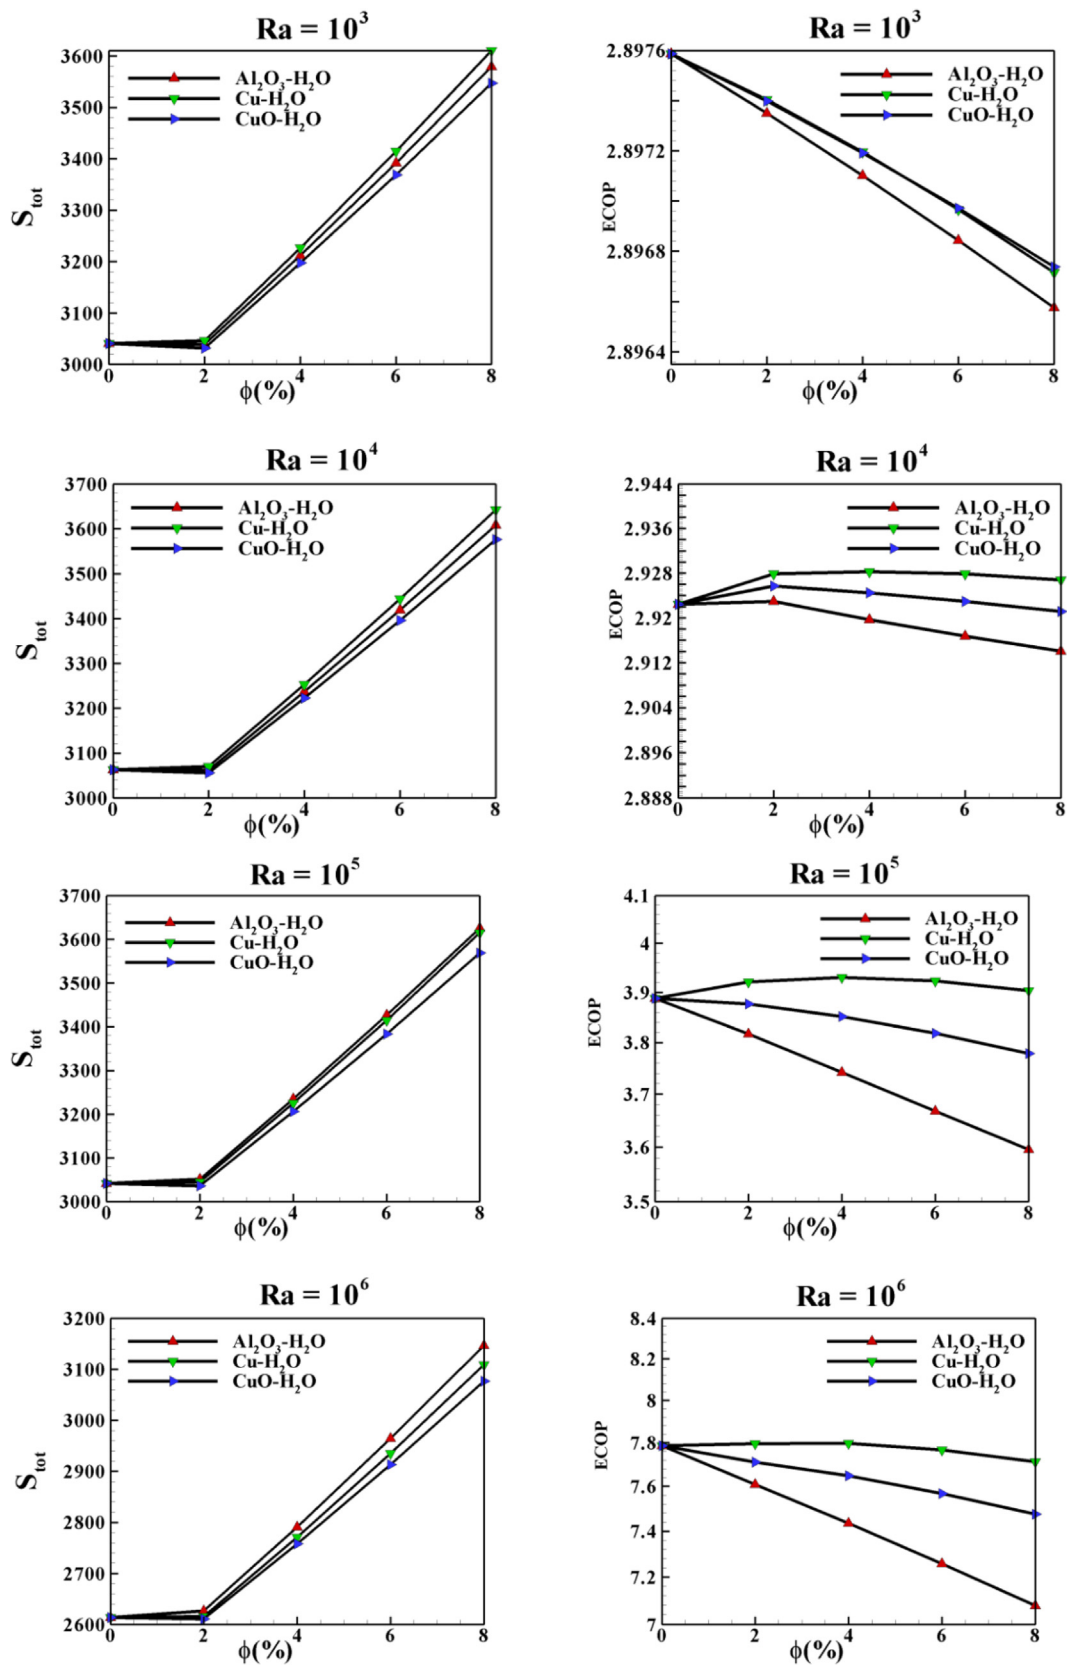 Ra = 10³
S_tot
3600
3500
3400
3300
3200
3100
3000
Al₂O₃-H₂O
Cu-H₂O
CuO-H₂O
0 2 4 6 8
ϕ(%)
Ra = 10³
ECOP
2.8976
2.8972
2.8968
2.8964
Al₂O₃-H₂O
Cu-H₂O
CuO-H₂O
0 2 4 6 8
ϕ(%)
Ra = 10⁴
S_tot
3700
3600
3500
3400
3300
3200
3100
3000
Al₂O₃-H₂O
Cu-H₂O
CuO-H₂O
0 2 4 6 8
ϕ(%)
Ra = 10⁴
ECOP
2.944
2.936
2.928
2.92
2.912
2.904
2.896
2.888
Al₂O₃-H₂O
Cu-H₂O
CuO-H₂O
0 2 4 6 8
ϕ(%)
Ra = 10⁵
S_tot
3700
3600
3500
3400
3300
3200
3100
3000
Al₂O₃-H₂O
Cu-H₂O
CuO-H₂O
0 2 4 6 8
ϕ(%)
Ra = 10⁵
ECOP
4.1
4
3.9
3.8
3.7
3.6
3.5
Al₂O₃-H₂O
Cu-H₂O
CuO-H₂O
0 2 4 6 8
ϕ(%)
Ra = 10⁶
S_tot
3200
3100
3000
2900
2800
2700
2600
Al₂O₃-H₂O
Cu-H₂O
CuO-H₂O
0 2 4 6 8
ϕ(%)
Ra = 10⁶
ECOP
8.4
8.2
8
7.8
7.6
7.4
7.2
7
Al₂O₃-H₂O
Cu-H₂O
CuO-H₂O
0 2 4 6 8
ϕ(%)